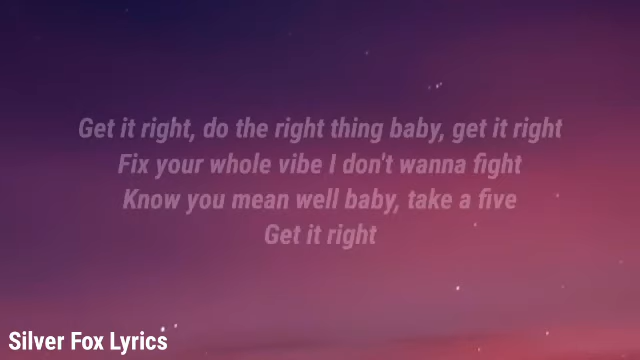 Get it right, do the right thing baby, get it right
Fix your whole vibe I don't wanna fight
Know you mean well baby, take a five
Get it right
Silver Fox Lyrics